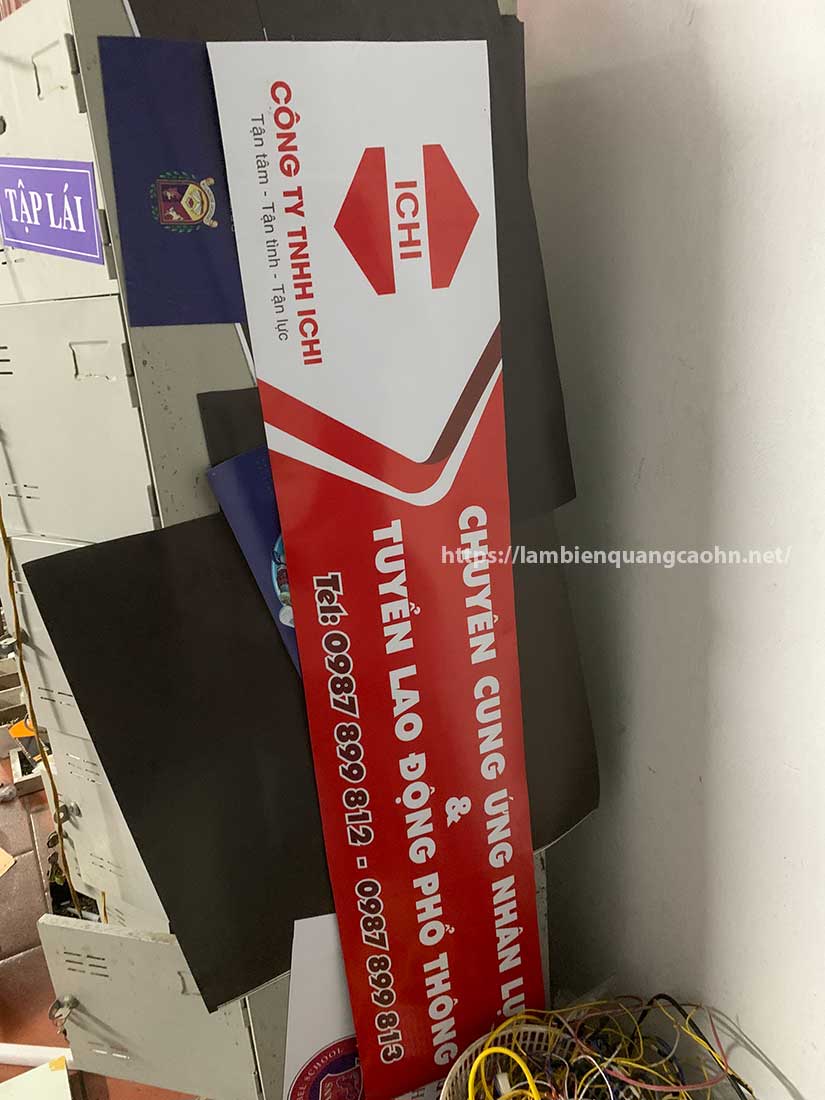 TẬP LÁI
ICHI
CÔNG TY TNHH ICHI
Tận tâm - Tận tình - Tận lực
CHUYÊN CUNG ỨNG NHÂN
&
TUYỂN LAO ĐỘNG PHỔ THÔNG
Tel: 0987 899 812 - 0987 899 813
https://lambienquangcaohn.net/
SCHOOL